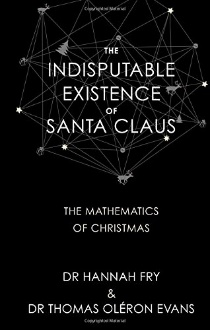 THE
INDISPUTABLE
EXISTENCE
OF
SANTA CLAUS
THE MATHEMATICS
OF CHRISTMAS
DR HANNAH FRY
&
DR THOMAS OLÉRON EVANS